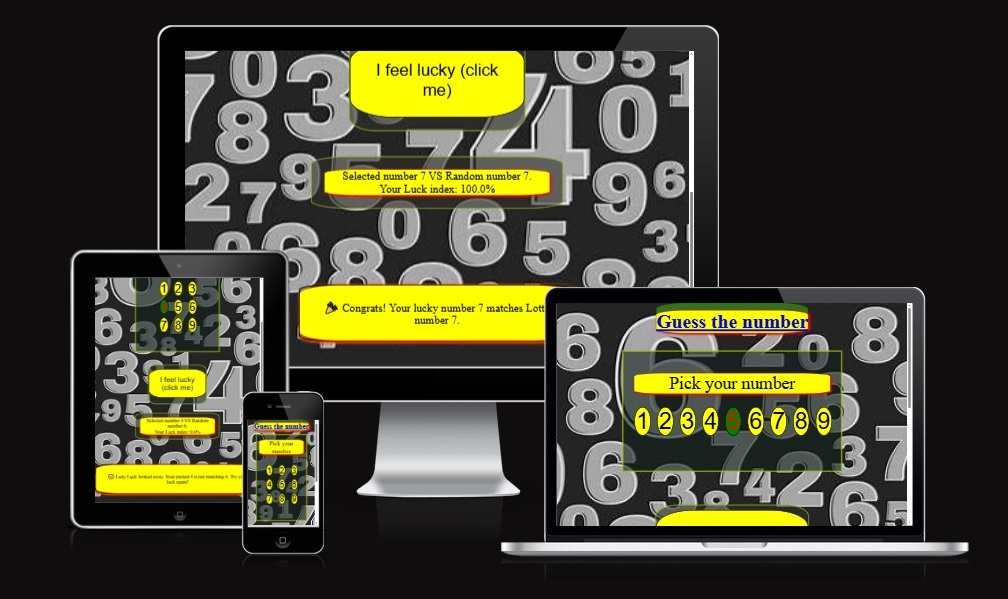 I feel lucky (click
me)
Selected number 7 VS Random number 7.
Your Luck index: 100.0%
🎉 Congrats! Your lucky number 7 matches Lott
number 7.
1 2 3
5 6
7 8 9
I feel lucky
(click me)
Selected number 4 VS Random
number
Your Luck index: 0.0%
Lady Luck looked away. Your picked 4 is not matching it. Try
luck again!
Guess the number
Pick your
number
1 2 3
4 5 6
7 8 9
Guess the number
Pick your number
1 2 3 4 5 6 7 8 9